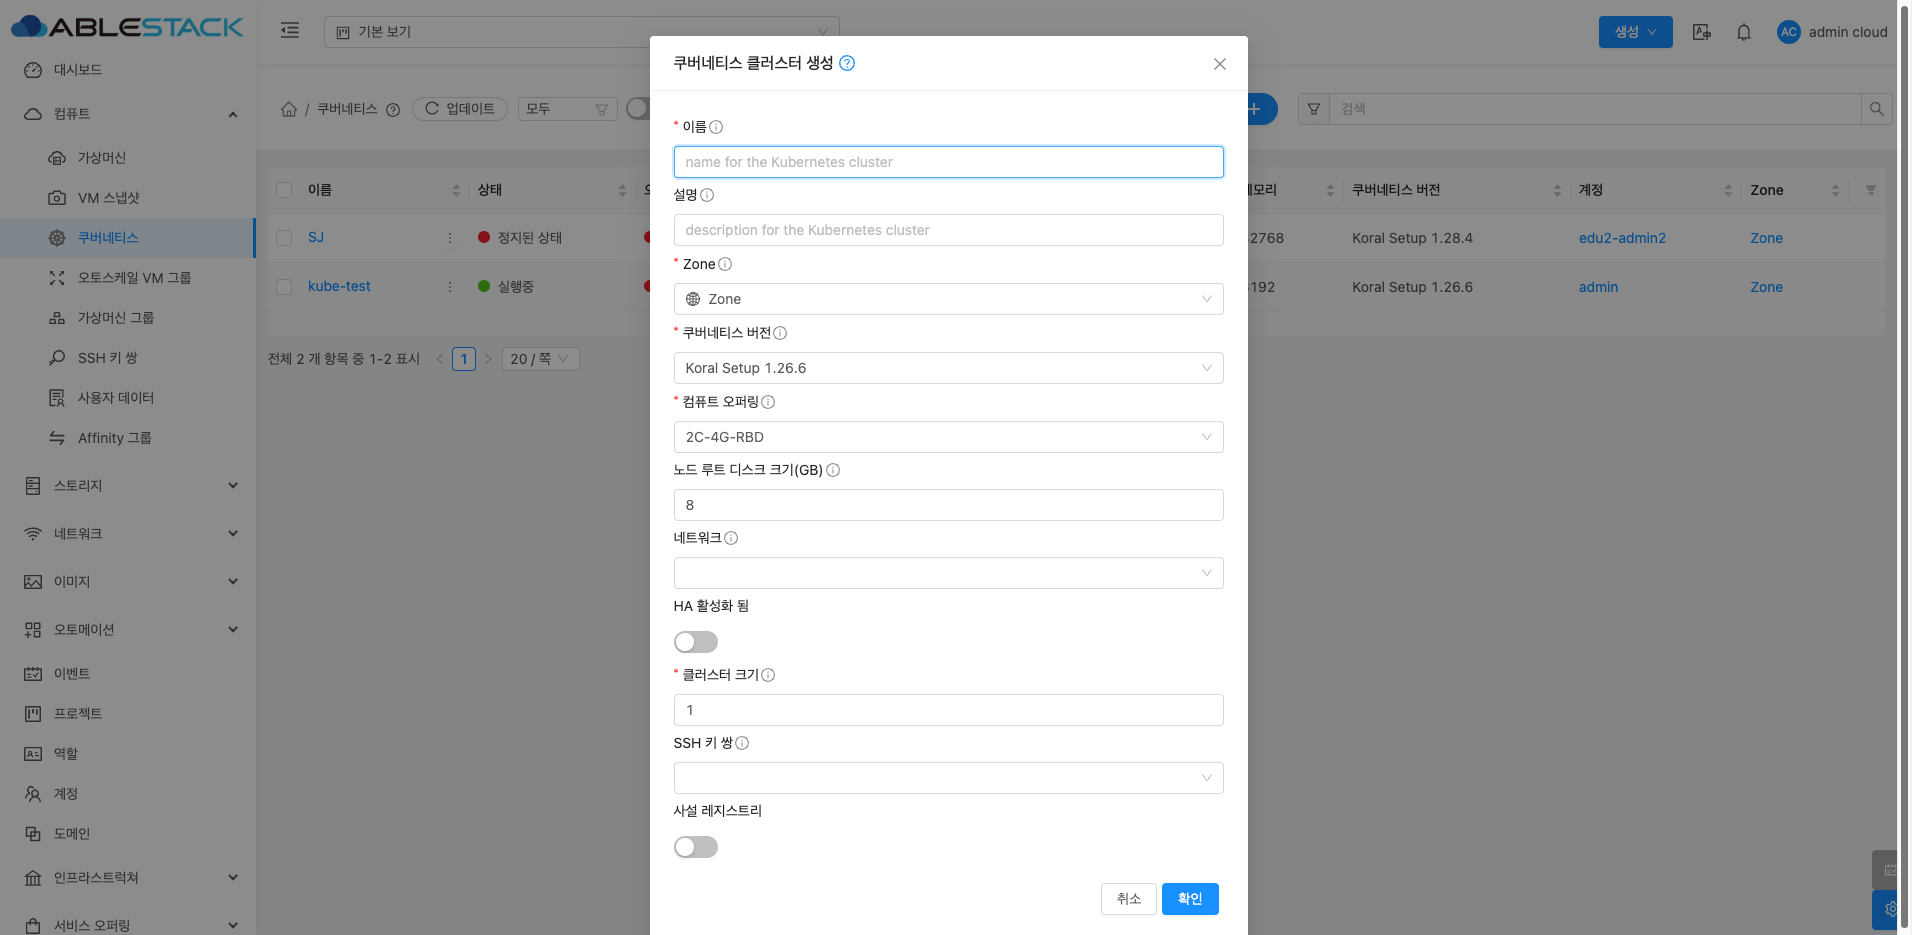 ABLESTACK
기본 보기
생성
AC
admin cloud
대시보드
컴퓨트
가상머신
VM 스냅샷
쿠버네티스
오토스케일 VM 그룹
가상머신 그룹
SSH 키 쌍
사용자 데이터
Affinity 그룹
스토리지
네트워크
이미지
오토메이션
이벤트
프로젝트
역할
계정
도메인
인프라스트럭쳐
서비스 오퍼링
/ 쿠버네티스
업데이트
모두
검색
이름 상태 쿠버네티스 버전 계정 Zone
SJ 정지된 상태 Koral Setup 1.28.4 edu2-admin2 Zone
kube-test 실행중 Koral Setup 1.26.6 admin Zone
전체 2 개 항목 중 1-2 표시
1
20 / 쪽
쿠버네티스 클러스터 생성
* 이름
name for the Kubernetes cluster
설명
description for the Kubernetes cluster
* Zone
Zone
* 쿠버네티스 버전
Koral Setup 1.26.6
* 컴퓨트 오퍼링
2C-4G-RBD
노드 루트 디스크 크기(GB)
8
네트워크
HA 활성화 됨
* 클러스터 크기
1
SSH 키 쌍
사설 레지스트리
취소
확인